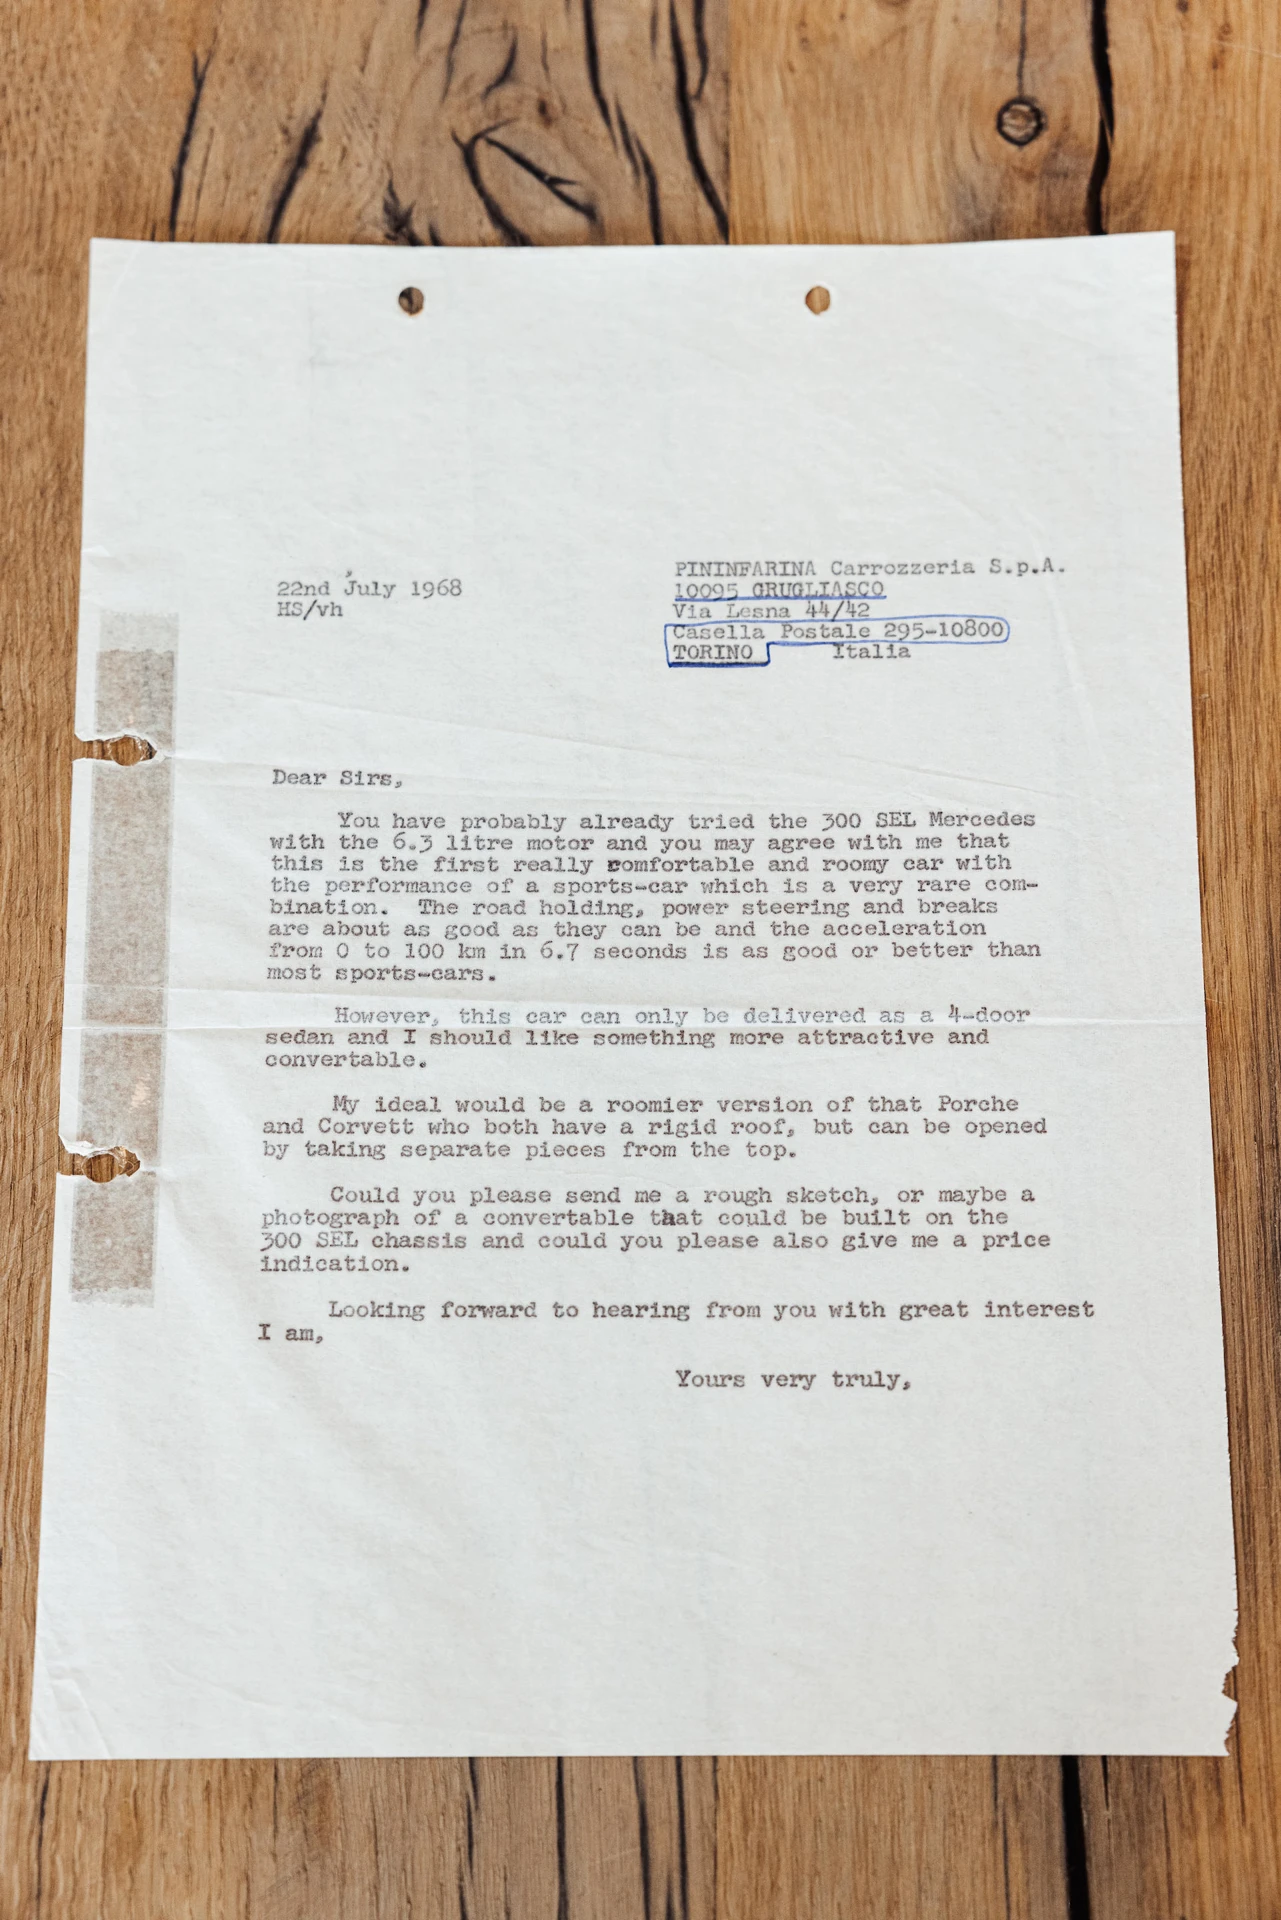 22nd July 1968
HS/vh
PININFARINA Carrozzeria S.p.A.
10095 GRUGLIASCO
Via Lesna 44/42
Casella Postale 295-10800
TORINO Italia
Dear Sirs,
You have probably already tried the 300 SEL Mercedes
with the 6.3 litre motor and you may agree with me that
this is the first really comfortable and roomy car with
the performance of a sports-car which is a very rare com-
bination. The road holding, power steering and breaks
are about as good as they can be and the acceleration
from 0 to 100 km in 6.7 seconds is as good or better than
most sports-cars.
However, this car can only be delivered as a 4-door
sedan and I should like something more attractive and
convertable.
My ideal would be a roomier version of that Porche
and Corvett who both have a rigid roof, but can be opened
by taking separate pieces from the top.
Could you please send me a rough sketch, or maybe a
photograph of a convertable that could be built on the
300 SEL chassis and could you please also give me a price
indication.
Looking forward to hearing from you with great interest
I am,
Yours very truly,